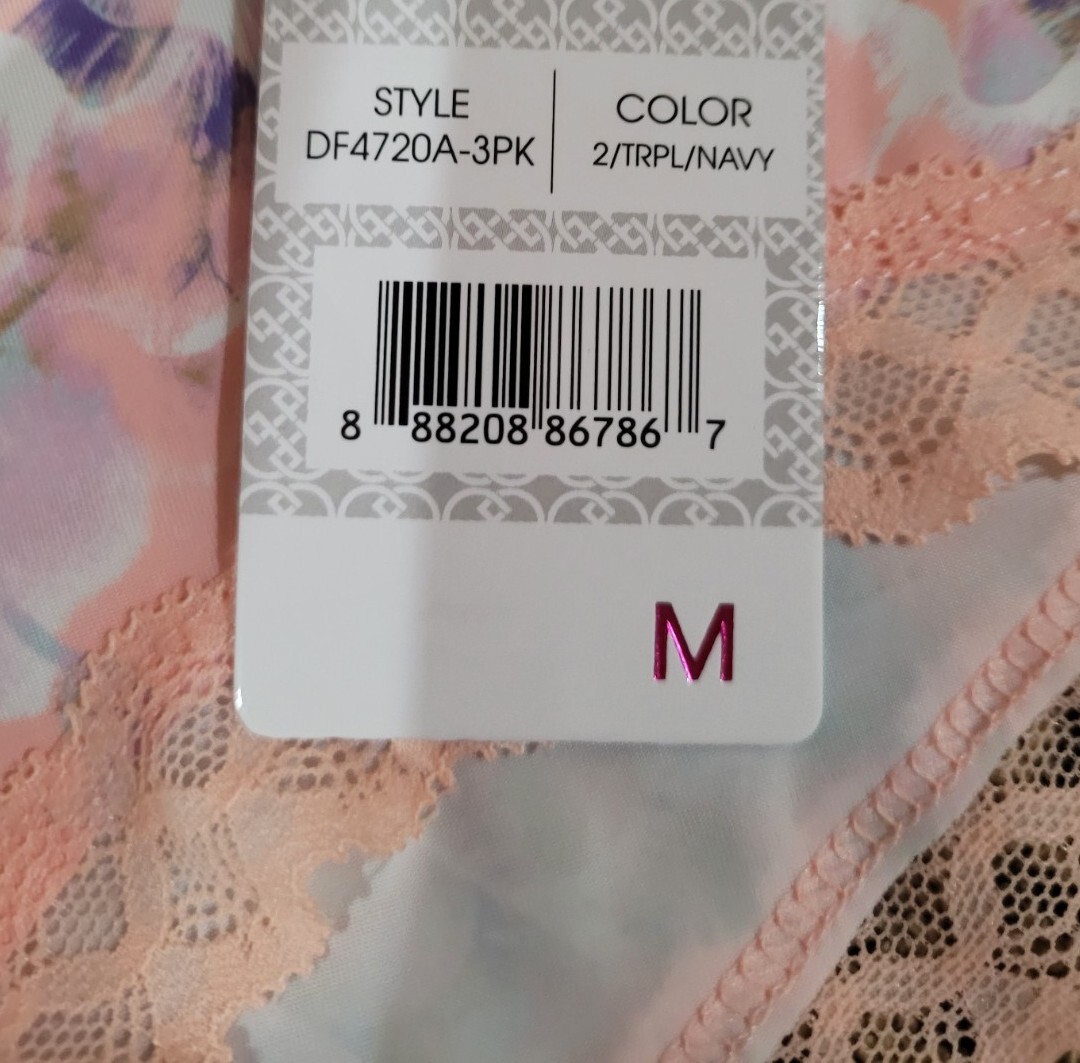 STYLE
DF4720A-3PK
COLOR
2/TRPL/NAVY
8 88208 86786 7
M